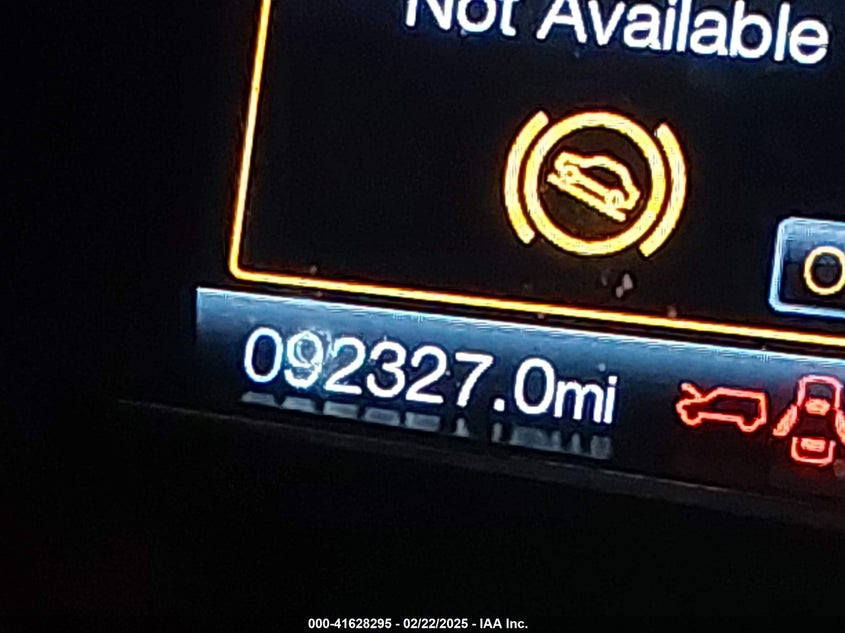 Not Available
092327.0mi
000-41628295 - 02/22/2025 - IAA Inc.